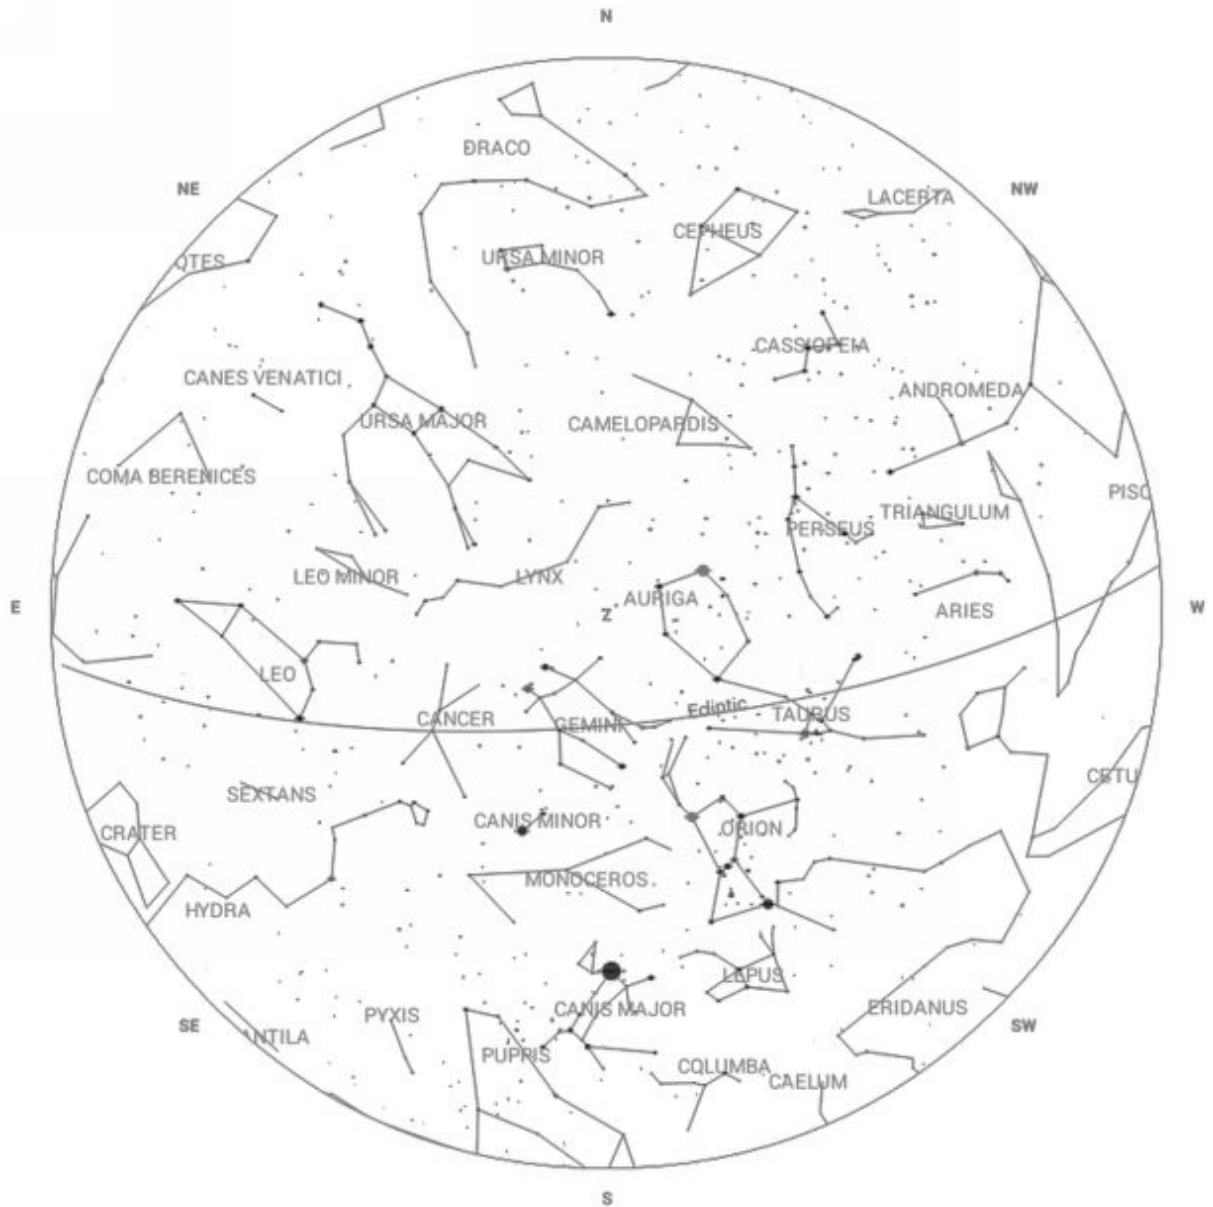 N
DRACO
NE
NW
LACERTA
CEPHEUS
URSA MINOR
OTES
CASSIOPEIA
CANES VENATICI
ANDROMEDA
URSA MAJOR
CAMELOPARDIS
COMA BERENICES
PISC
TRIANGULUM
PERSEUS
LEO MINOR
LYNX
AURIGA
E
Z
ARIES
W
LEO
Ecliptic
CANCER
GEMINI
TAURUS
CETU
SEXTANS
CRATER
CANIS MINOR
ORION
MONOCEROS
HYDRA
LEPUS
CANIS MAJOR
ERIDANUS
PYXIS
SE
SW
NTILA
PUPPIS
COLUMBA
CAELUM
S